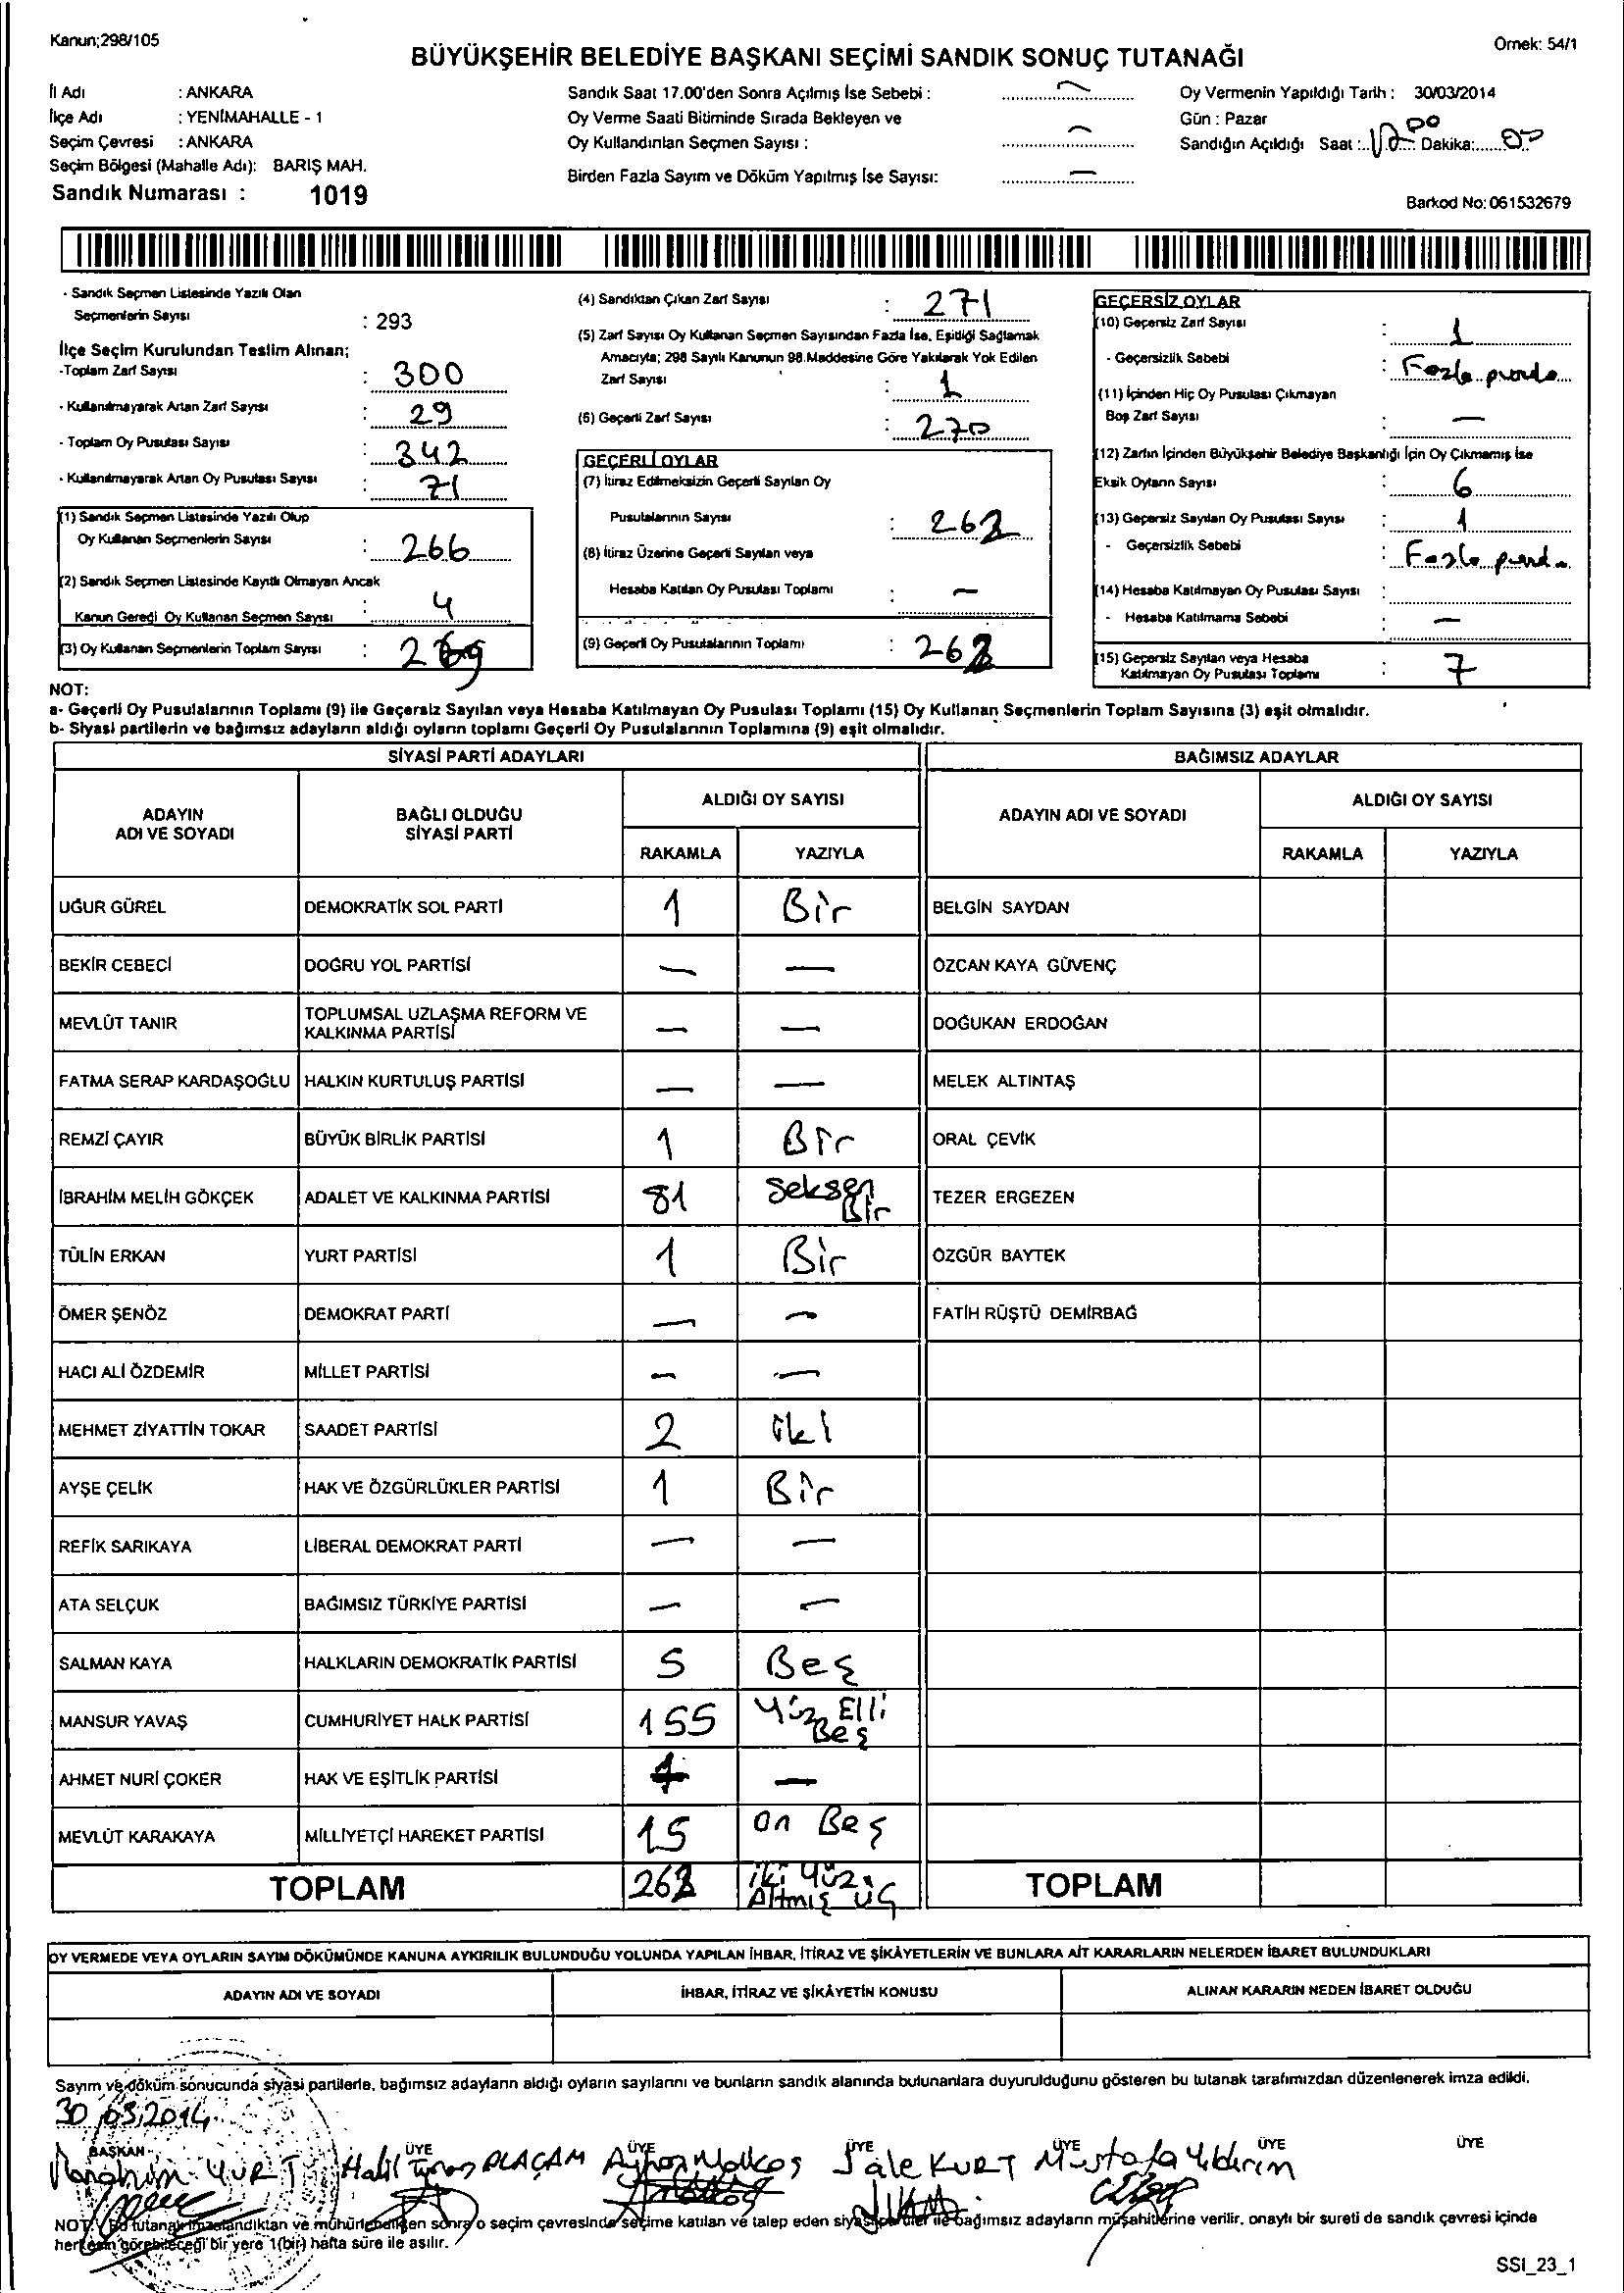 Kanun;298/105
Örnek: 54/1
BÜYÜKŞEHİR BELEDİYE BAŞKANI SEÇİMİ SANDIK SONUÇ TUTANAĞI
İl Adı : ANKARA
İlçe Adı : YENİMAHALLE - 1
Seçim Çevresi : ANKARA
Seçim Bölgesi (Mahalle Adı): BARIŞ MAH.
Sandık Numarası : 1019
Sandık Saat 17.00'den Sonra Açılmış İse Sebebi : —
Oy Verme Saati Bitiminde Sırada Bekleyen ve
Oy Kullandırılan Seçmen Sayısı : —
Birden Fazla Sayım ve Döküm Yapılmış İse Sayısı: —
Oy Vermenin Yapıldığı Tarih : 30/03/2014
Gün : Pazar
Sandığın Açıldığı Saat : 17.00 Dakika: 00
Barkod No: 061532679
- Sandık Seçmen Listesinde Yazılı Olan
Seçmenlerin Sayısı : 293
İlçe Seçim Kurulundan Teslim Alınan;
-Toplam Zarf Sayısı : 300
- Kullanılmayarak Artan Zarf Sayısı : 29
- Toplam Oy Pusulası Sayısı : 342
- Kullanılmayarak Artan Oy Pusulası Sayısı : 71
(1) Sandık Seçmen Listesinde Yazılı Olup
Oy Kullanan Seçmenlerin Sayısı : 266
(2) Sandık Seçmen Listesinde Kayıtlı Olmayan Ancak
Kanun Gereği Oy Kullanan Seçmen Sayısı : 4
(3) Oy Kullanan Seçmenlerin Toplam Sayısı :
(4) Sandıktan Çıkan Zarf Sayısı : 271
(5) Zarf Sayısı Oy Kullanan Seçmen Sayısından Fazla İse, Eşitliği Sağlamak
Amacıyla; 298 Sayılı Kanunun 98.Maddesine Göre Yakılarak Yok Edilen
Zarf Sayısı : 1
(6) Geçerli Zarf Sayısı : 270
GEÇERLİ OYLAR
(7) İtiraz Edilmeksizin Geçerli Sayılan Oy
Pusulalarının Sayısı :
(8) İtiraz Üzerine Geçerli Sayılan veya
Hesaba Katılan Oy Pusulası Toplamı : —
(9) Geçerli Oy Pusulalarının Toplamı :
GEÇERSİZ OYLAR
(10) Geçersiz Zarf Sayısı : 1
- Geçersizlik Sebebi : Fazla
(11) İçinden Hiç Oy Pusulası Çıkmayan
Boş Zarf Sayısı : —
(12) Zarfın İçinden Büyükşehir Belediye Başkanlığı İçin Oy Çıkmamış İse
Eksik Oyların Sayısı : 6
(13) Geçersiz Sayılan Oy Pusulası Sayısı : 1
- Geçersizlik Sebebi : Fazla
(14) Hesaba Katılmayan Oy Pusulası Sayısı :
- Hesaba Katılmama Sebebi : —
(15) Geçersiz Sayılan veya Hesaba
Katılmayan Oy Pusulası Toplamı : 7
NOT:
a- Geçerli Oy Pusulalarının Toplamı (9) ile Geçersiz Sayılan veya Hesaba Katılmayan Oy Pusulası Toplamı (15) Oy Kullanan Seçmenlerin Toplam Sayısına (3) eşit olmalıdır.
b- Siyasi partilerin ve bağımsız adayların aldığı oyların toplamı Geçerli Oy Pusulalarının Toplamına (9) eşit olmalıdır.
SİYASİ PARTİ ADAYLARI BAĞIMSIZ ADAYLAR
ADAYIN ADI VE SOYADI BAĞLI OLDUĞU SİYASİ PARTİ ALDIĞI OY SAYISI ADAYIN ADI VE SOYADI ALDIĞI OY SAYISI
RAKAMLA YAZIYLA RAKAMLA YAZIYLA
UĞUR GÜREL DEMOKRATİK SOL PARTİ 1 Bir BELGİN SAYDAN
BEKİR CEBECİ DOĞRU YOL PARTİSİ — — ÖZCAN KAYA GÜVENÇ
MEVLÜT TANIR TOPLUMSAL UZLAŞMA REFORM VE KALKINMA PARTİSİ — — DOĞUKAN ERDOĞAN
FATMA SERAP KARDAŞOĞLU HALKIN KURTULUŞ PARTİSİ — — MELEK ALTINTAŞ
REMZİ ÇAYIR BÜYÜK BİRLİK PARTİSİ 1 Bir ORAL ÇEVİK
İBRAHİM MELİH GÖKÇEK ADALET VE KALKINMA PARTİSİ 81 Seksen Bir TEZER ERGEZEN
TÜLİN ERKAN YURT PARTİSİ 1 Bir ÖZGÜR BAYTEK
ÖMER ŞENÖZ DEMOKRAT PARTİ — — FATİH RÜŞTÜ DEMİRBAĞ
HACI ALİ ÖZDEMİR MİLLET PARTİSİ — —
MEHMET ZİYATTİN TOKAR SAADET PARTİSİ 2 iki
AYŞE ÇELİK HAK VE ÖZGÜRLÜKLER PARTİSİ 1 Bir
REFİK SARIKAYA LİBERAL DEMOKRAT PARTİ — —
ATA SELÇUK BAĞIMSIZ TÜRKİYE PARTİSİ — —
SALMAN KAYA HALKLARIN DEMOKRATİK PARTİSİ 5 Beş
MANSUR YAVAŞ CUMHURİYET HALK PARTİSİ 155 Yüz Elli Beş
AHMET NURİ ÇOKER HAK VE EŞİTLİK PARTİSİ — —
MEVLÜT KARAKAYA MİLLİYETÇİ HAREKET PARTİSİ 15 on Beş
TOPLAM iki Yüz Altmış üç TOPLAM
OY VERMEDE VEYA OYLARIN SAYIM DÖKÜMÜNDE KANUNA AYKIRILIK BULUNDUĞU YOLUNDA YAPILAN İHBAR, İTİRAZ VE ŞİKÂYETLERİN VE BUNLARA AİT KARARLARIN NELERDEN İBARET BULUNDUKLARI
ADAYIN ADI VE SOYADI İHBAR, İTİRAZ VE ŞİKÂYETİN KONUSU ALINAN KARARIN NEDEN İBARET OLDUĞU
Sayım ve döküm sonucunda siyasi partilerle, bağımsız adayların aldığı oyların sayılarını ve bunların sandık alanında bulunanlara duyurulduğunu gösteren bu tutanak tarafımızdan düzenlenerek imza edildi.
30.03.2014
BAŞKAN ÜYE ÜYE ÜYE ÜYE ÜYE ÜYE
YURT Halil PLAÇAM Jale KURT Mustafa Yıldırım
NOT: Bu tutanak imzalandıktan ve mühürlendikten sonra o seçim çevresinde seçime katılan ve talep eden siyasi partiler ile bağımsız adayların müşahitlerine verilir, onaylı bir sureti de sandık çevresi içinde
herkesin görebileceği bir yere 1(bir) hafta süre ile asılır.
SSI_23_1